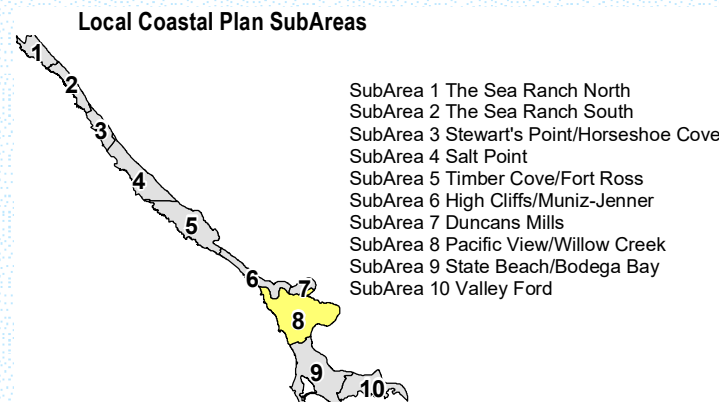 Local Coastal Plan SubAreas
1
2
3
4
5
6
7
8
9
10
SubArea 1 The Sea Ranch North
SubArea 2 The Sea Ranch South
SubArea 3 Stewart's Point/Horseshoe Cove
SubArea 4 Salt Point
SubArea 5 Timber Cove/Fort Ross
SubArea 6 High Cliffs/Muniz-Jenner
SubArea 7 Duncans Mills
SubArea 8 Pacific View/Willow Creek
SubArea 9 State Beach/Bodega Bay
SubArea 10 Valley Ford